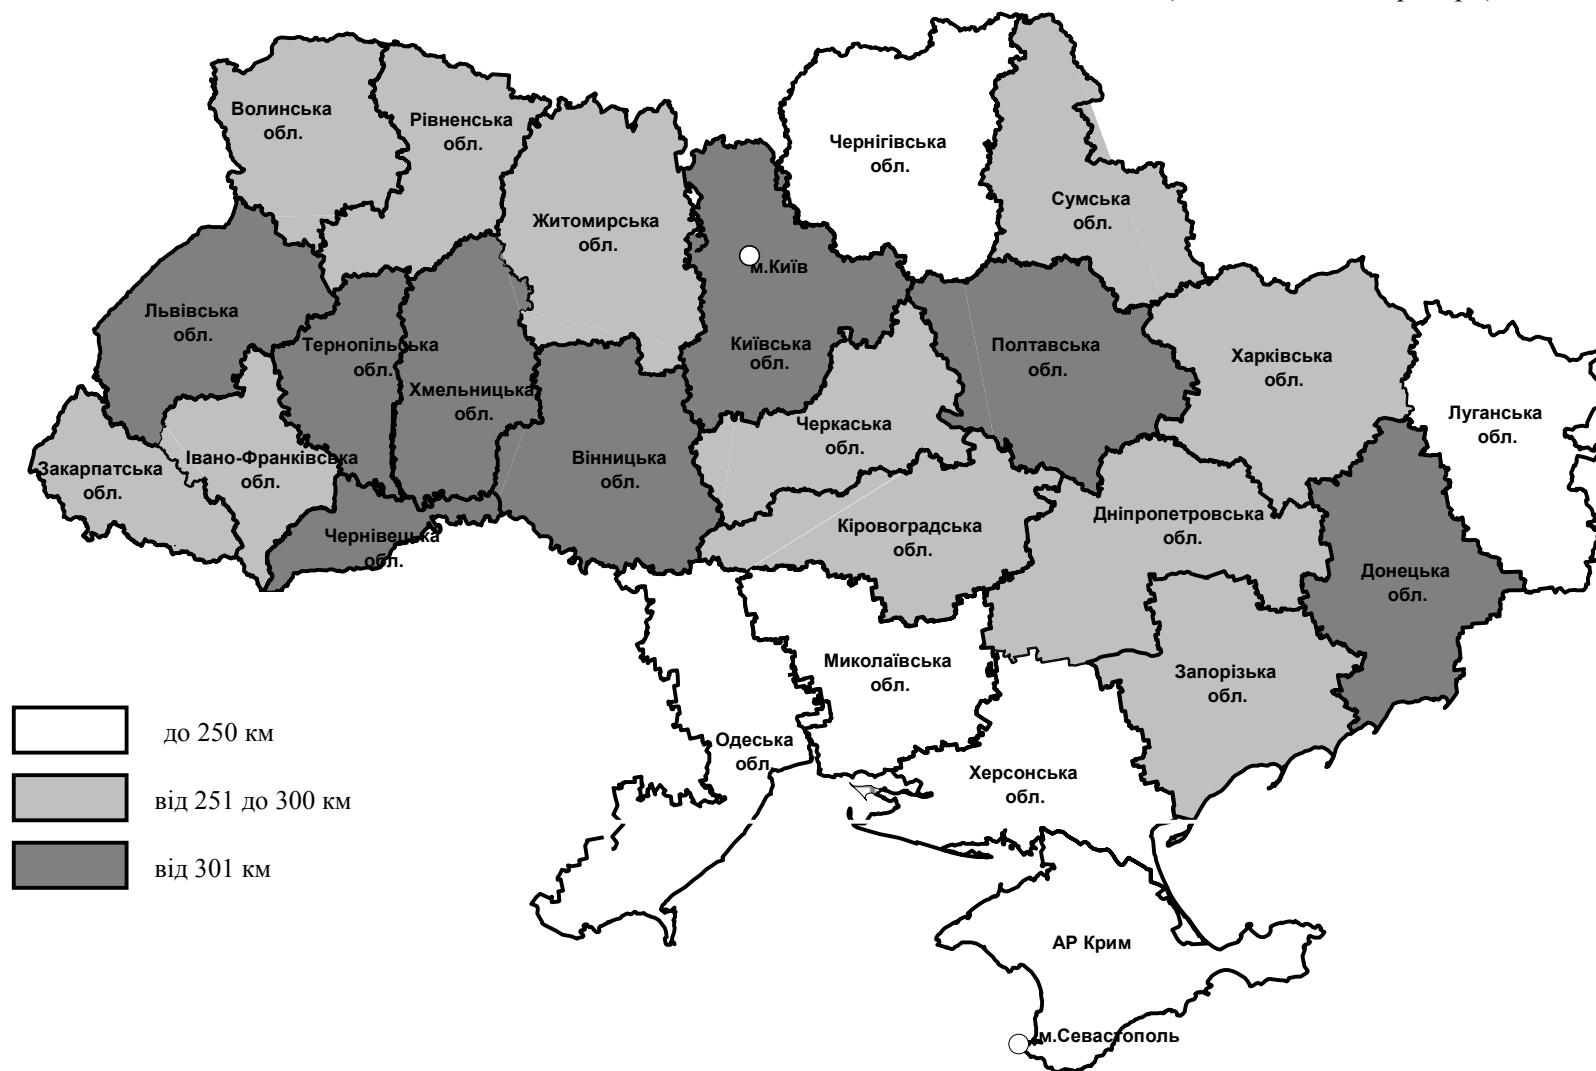 Волинська
обл.
Рівненська
обл.
Чернігівська
обл.
Житомирська
обл.
Сумська
обл.
м.Київ
Львівська
обл.
Тернопільська
обл.
Хмельницька
обл.
Київська
обл.
Полтавська
обл.
Харківська
обл.
Луганська
обл.
Черкаська
обл.
Закарпатська
обл.
Івано-Франківська
обл.
Вінницька
обл.
Чернівецька
обл.
Кіровоградська
обл.
Дніпропетровська
обл.
Донецька
обл.
Миколаївська
обл.
Запорізька
обл.
Одеська
обл.
Херсонська
обл.
АР Крим
м.Севастополь
до 250 км
від 251 до 300 км
від 301 км